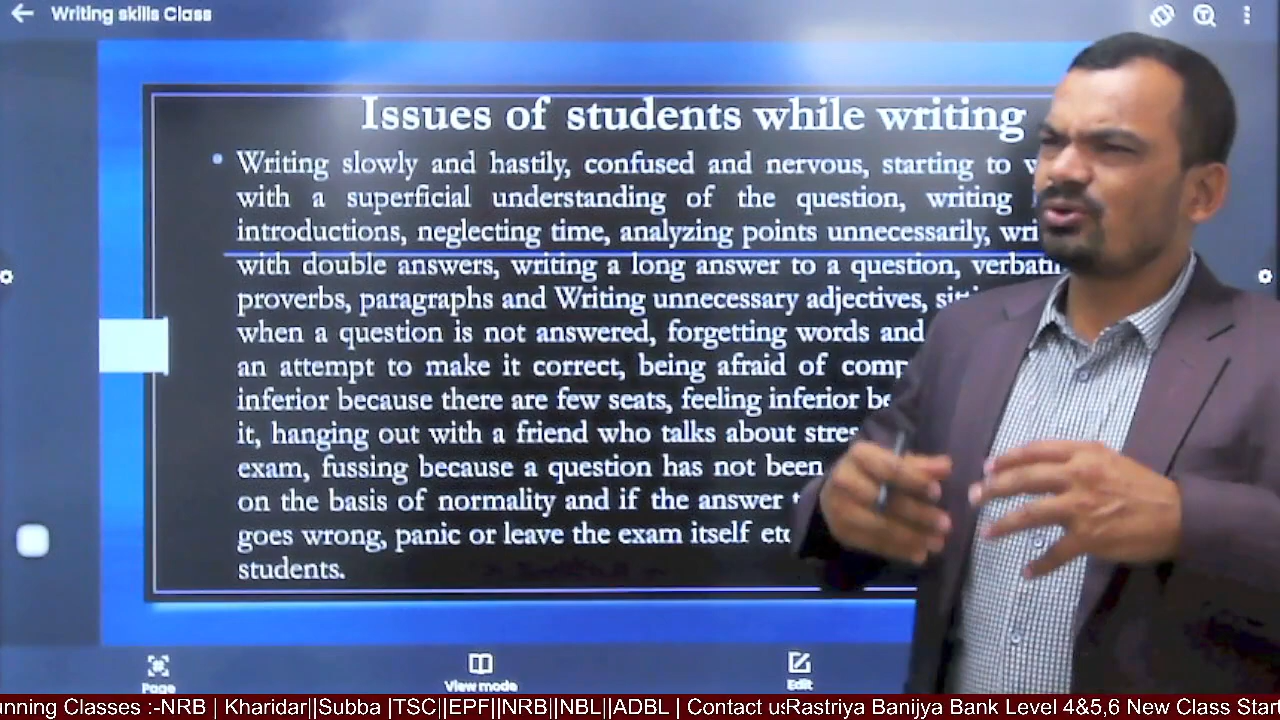 Writing skills Class
Issues of students while writing
• Writing slowly and hastily, confused and nervous, starting to
with a superficial understanding of the question, writing
introductions, neglecting time, analyzing points unnecessarily,
with double answers, writing a long answer to a question,
proverbs, paragraphs and Writing unnecessary adjectives,
when a question is not answered, forgetting words and
an attempt to make it correct, being afraid of
inferior because there are few seats, feeling inferior
it, hanging out with a friend who talks about
exam, fussing because a question has not been
on the basis of normality and if the answer
goes wrong, panic or leave the exam itself
students.
Page
View mode
Edit
unning Classes :-NRB | Kharidar||Subba |TSC||EPF||NRB||NBL||ADBL | Contact us Rastriya Banijya Bank Level 4&5,6 New Class Star